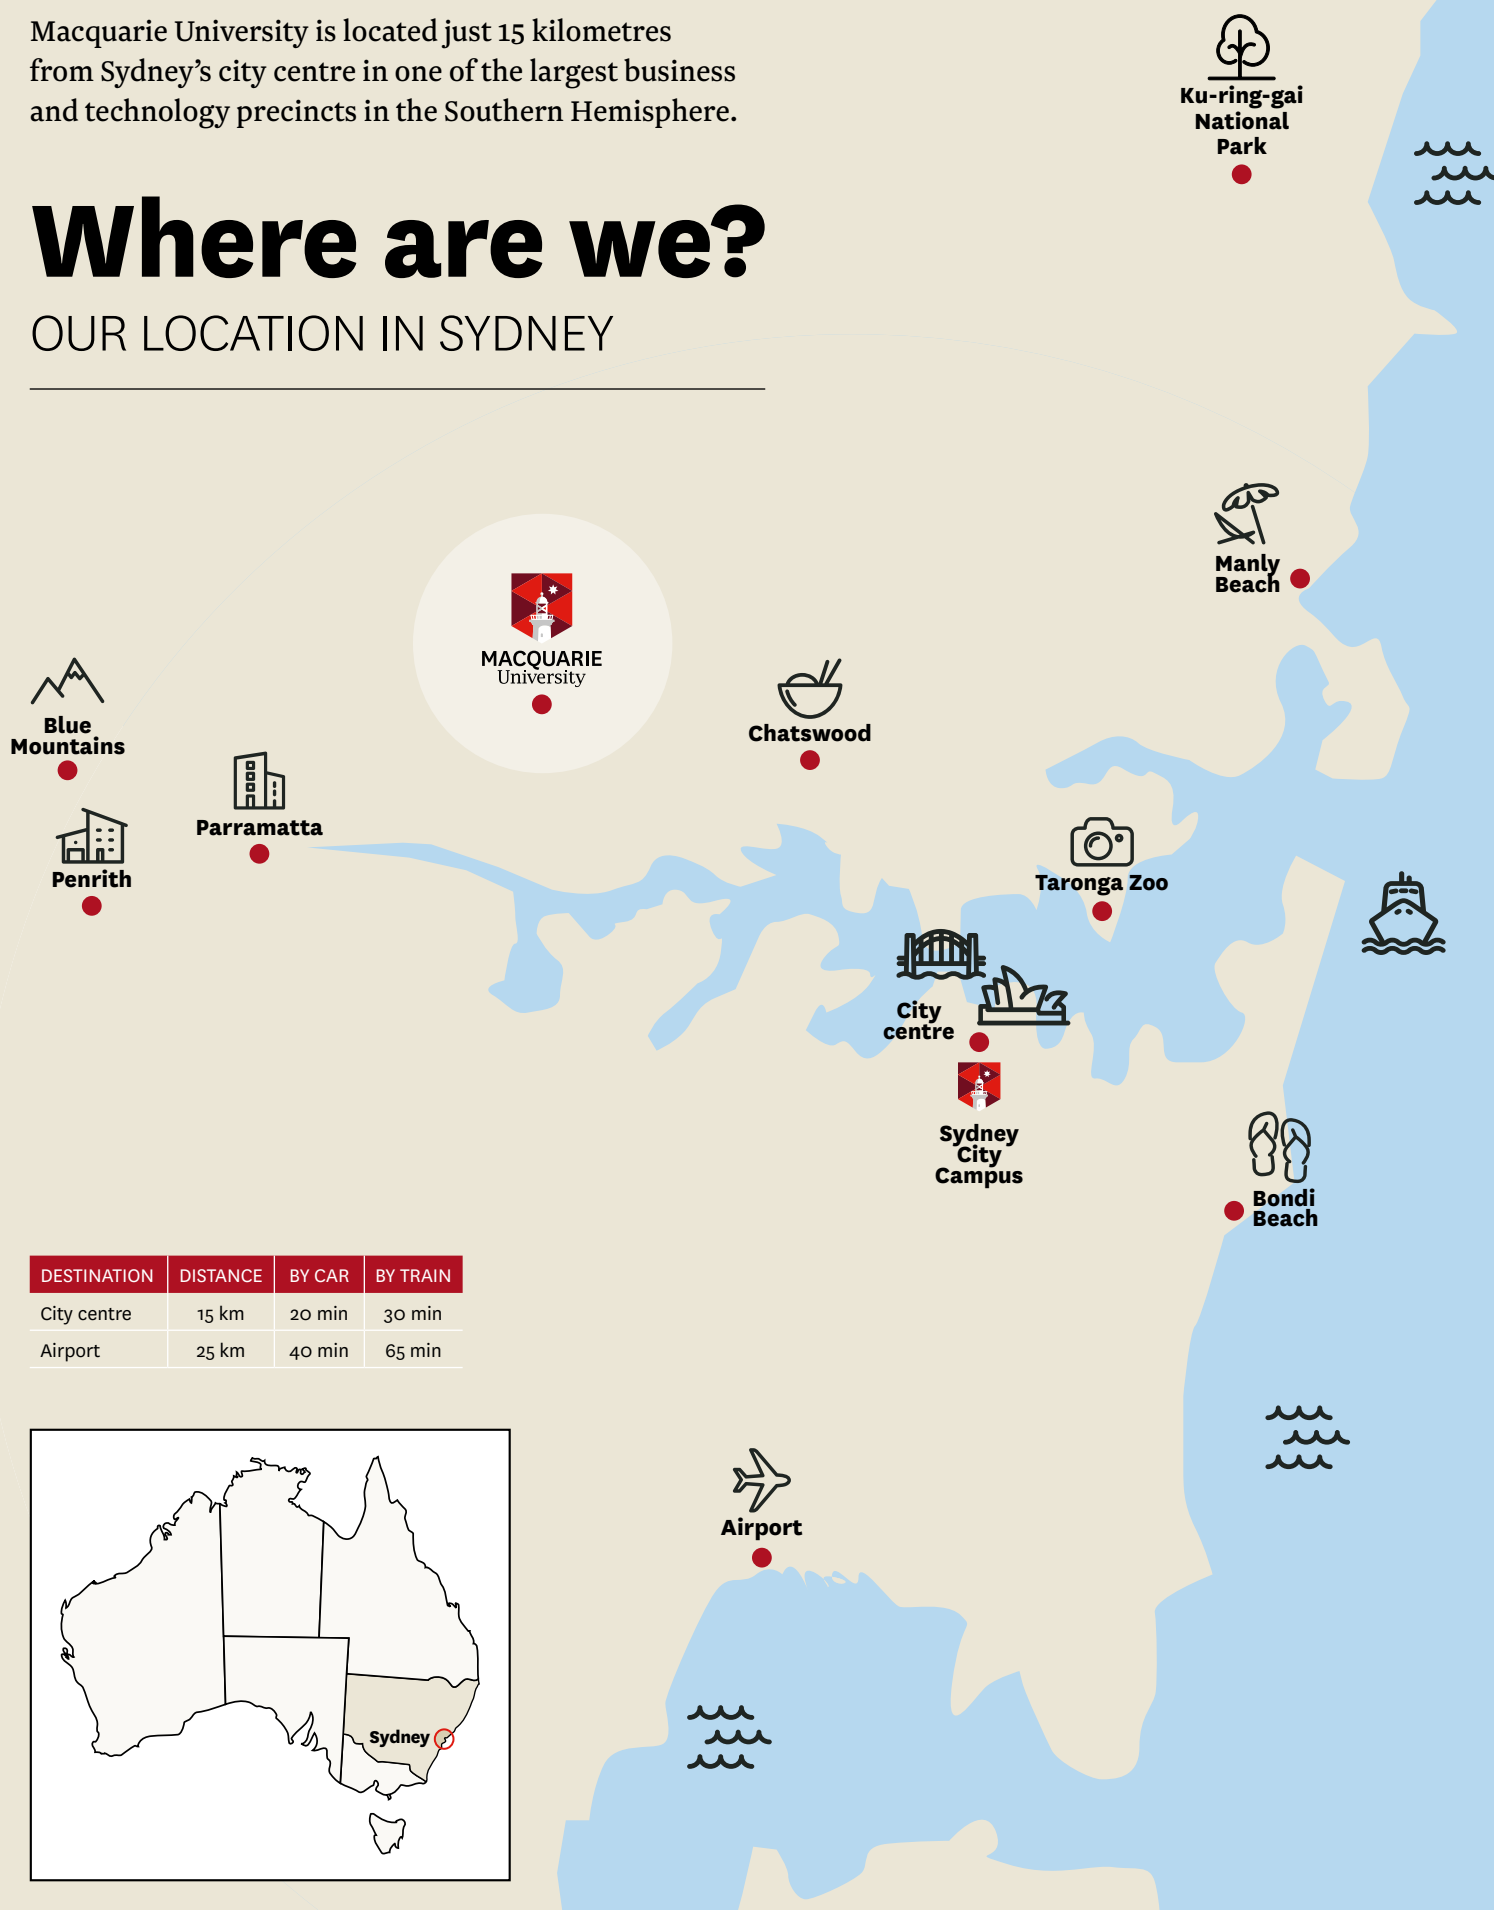 Macquarie University is located just 15 kilometres
from Sydney’s city centre in one of the largest business
and technology precincts in the Southern Hemisphere.
Where are we?
OUR LOCATION IN SYDNEY
Ku-ring-gai
National
Park
Manly
Beach
MACQUARIE
University
Blue
Mountains
Chatswood
Parramatta
Penrith
Taronga Zoo
City
centre
Sydney
City
Campus
Bondi
Beach
DESTINATION DISTANCE BY CAR BY TRAIN
City centre 15 km 20 min 30 min
Airport 25 km 40 min 65 min
Airport
Sydney